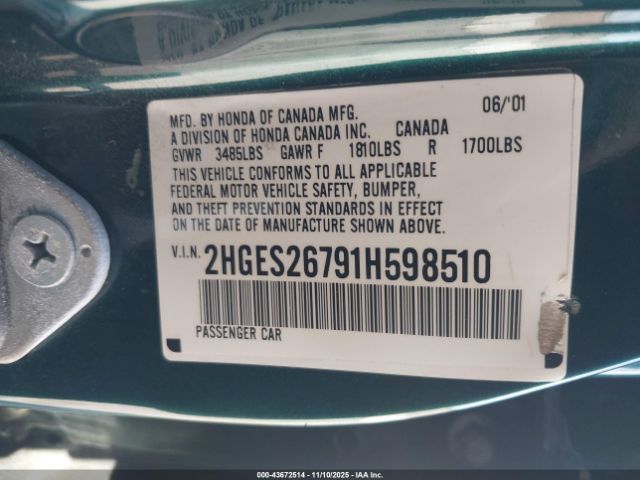 MFD. BY HONDA OF CANADA MFG. 06/'01
A DIVISION OF HONDA CANADA INC. CANADA
GVWR 3485LBS GAWR F 1810LBS R 1700LBS
THIS VEHICLE CONFORMS TO ALL APPLICABLE
FEDERAL MOTOR VEHICLE SAFETY, BUMPER,
AND THEFT PREVENTION STANDARDS IN EFFECT
ON THE DATE OF MANUFACTURE SHOWN ABOVE.
V.I.N. 2HGES26791H598510
PASSENGER CAR
000-43672514 - 11/10/2025 - IAAI.com